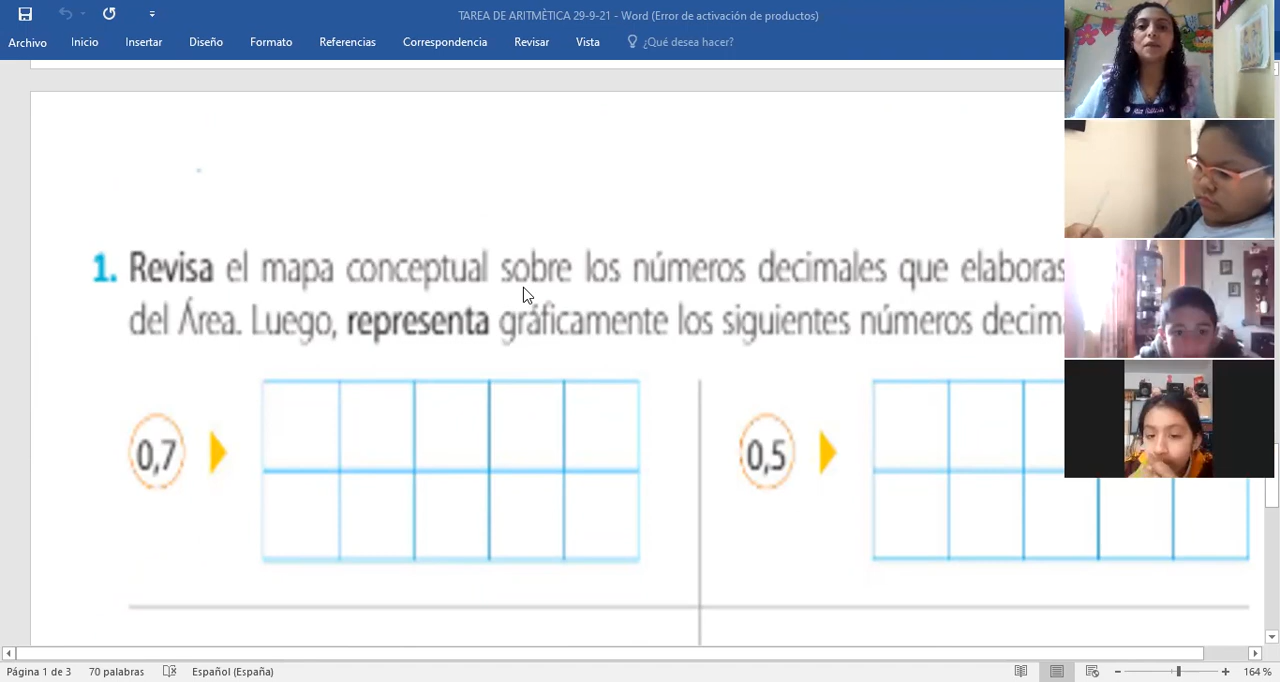 TAREA DE ARITMÈTICA 29-9-21 - Word (Error de activación de productos)
Archivo Inicio Insertar Diseño Formato Referencias Correspondencia Revisar Vista ¿Qué desea hacer?
1. Revisa el mapa conceptual sobre los números decimales que elaboras
del Área. Luego, representa gráficamente los siguientes números decim
0,7 0,5
Página 1 de 3 70 palabras Español (España) 164 %